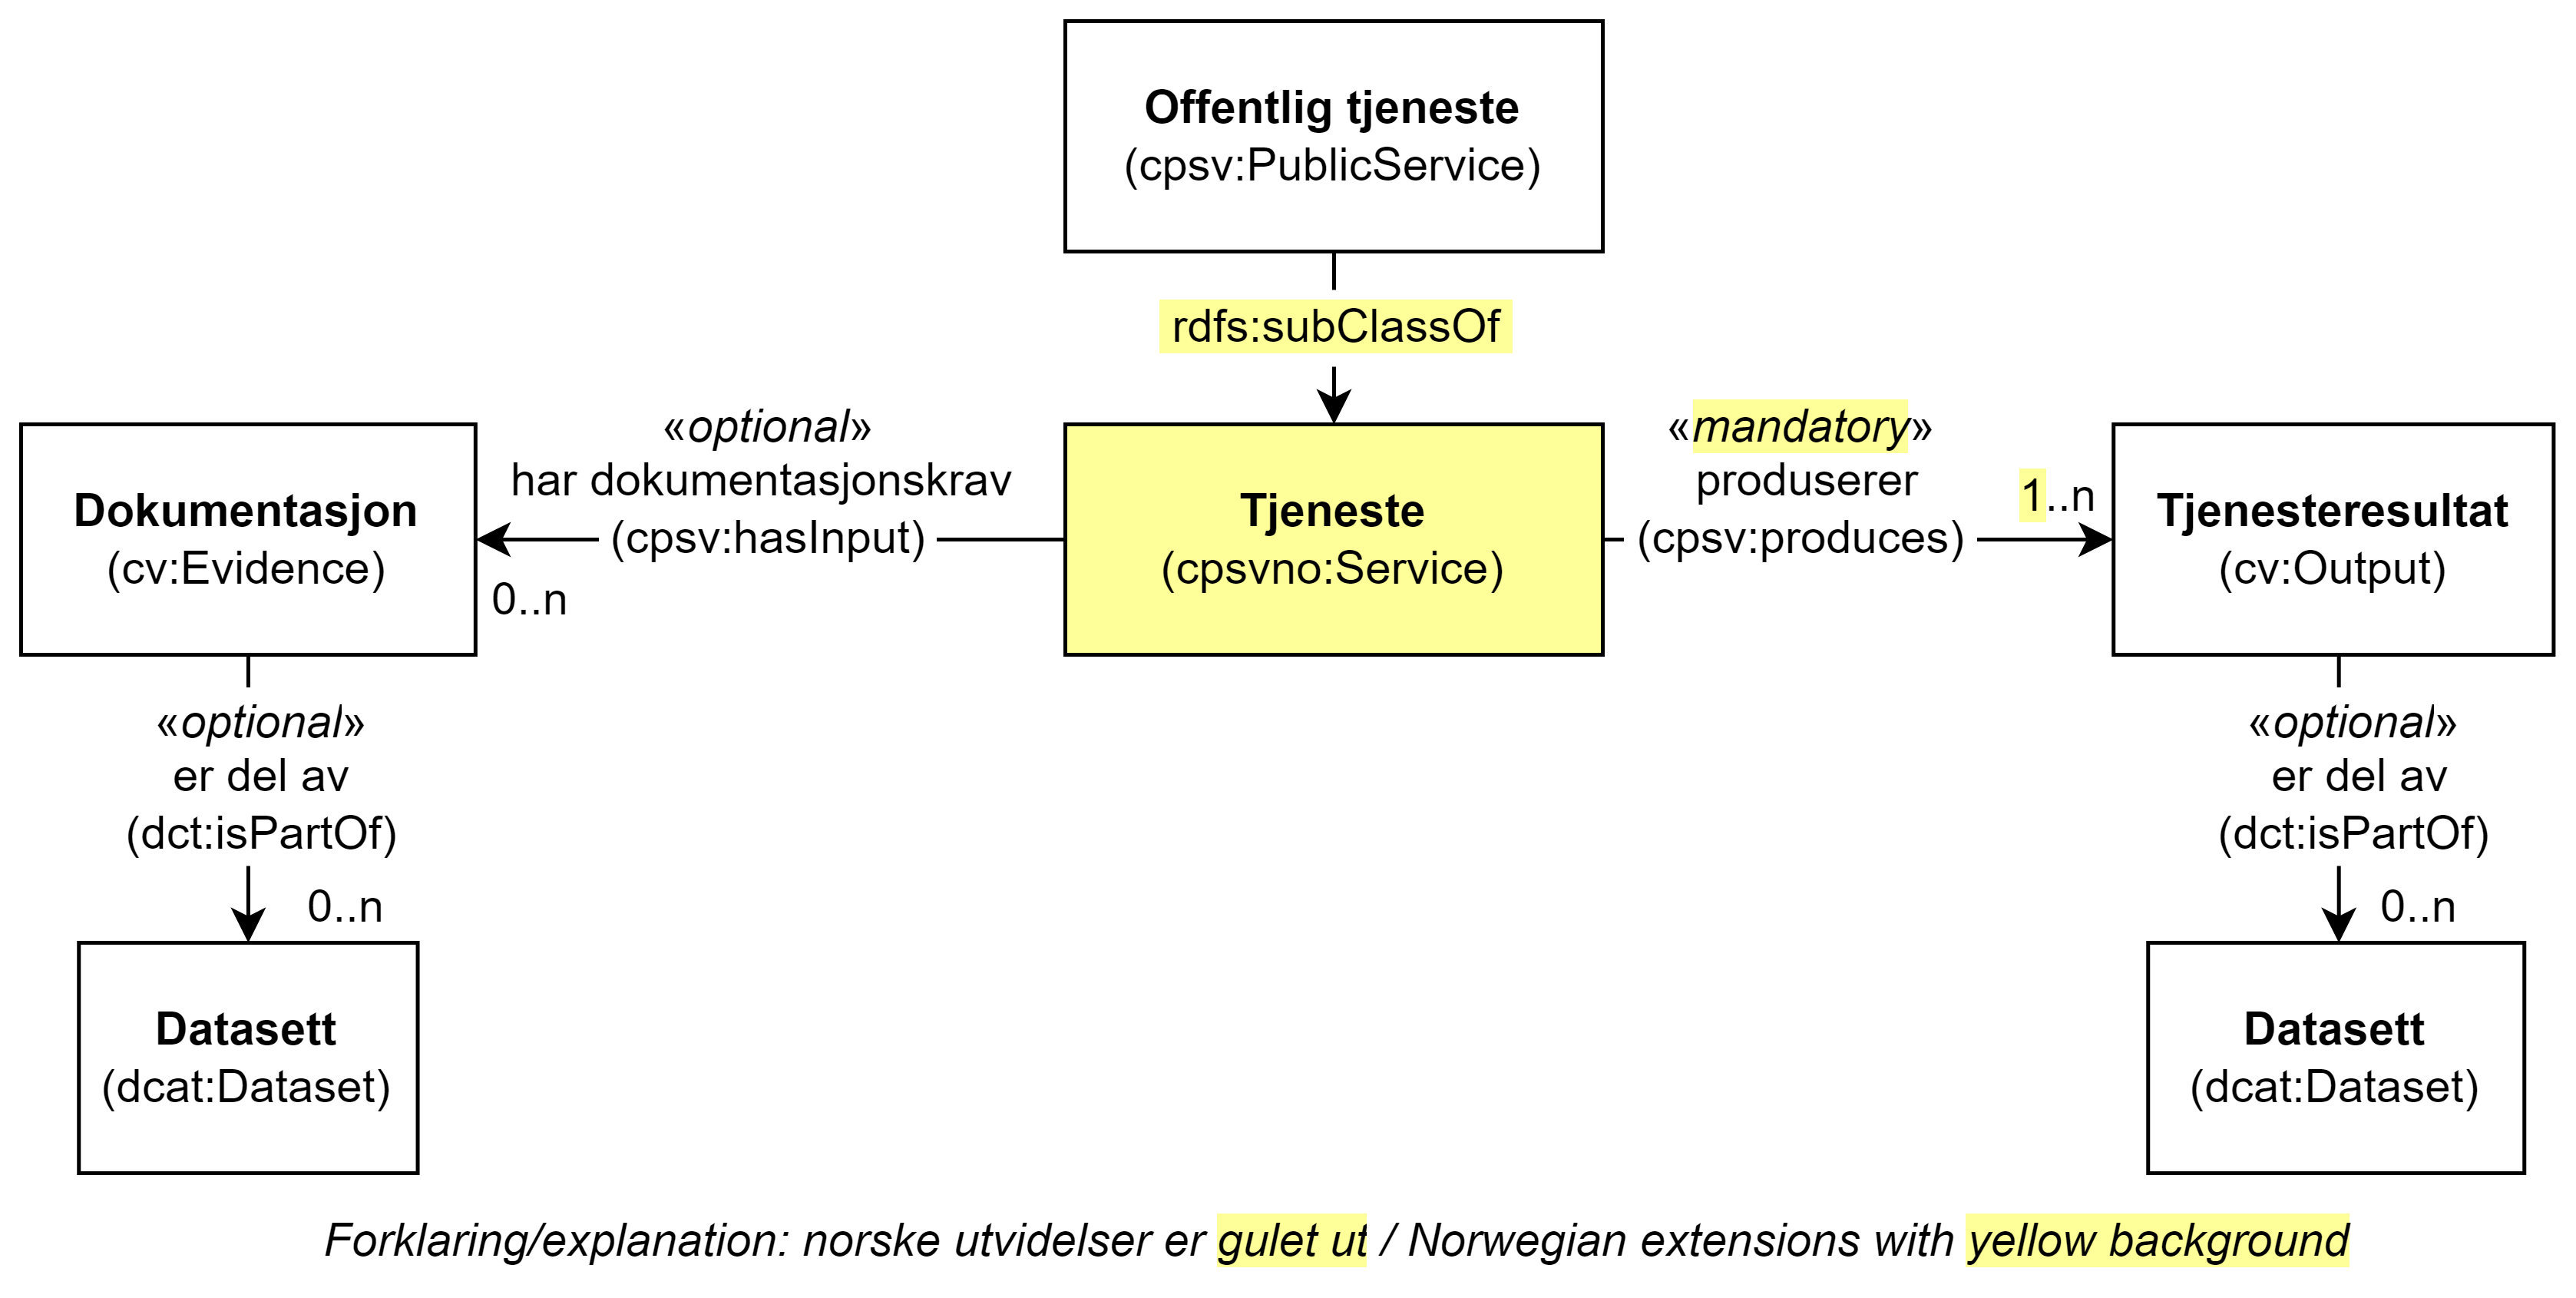 Offentlig tjeneste
(cpsv:PublicService)
rdfs:subClassOf
Dokumentasjon
(cv:Evidence)
«optional»
har dokumentasjonskrav
(cpsv:hasInput)
0..n
Tjeneste
(cpsvno:Service)
«mandatory»
produserer
(cpsv:produces)
1..n
Tjenesteresultat
(cv:Output)
«optional»
er del av
(dct:isPartOf)
0..n
Datasett
(dcat:Dataset)
«optional»
er del av
(dct:isPartOf)
0..n
Datasett
(dcat:Dataset)
Forklaring/explanation: norske utvidelser er gulet ut / Norwegian extensions with yellow background